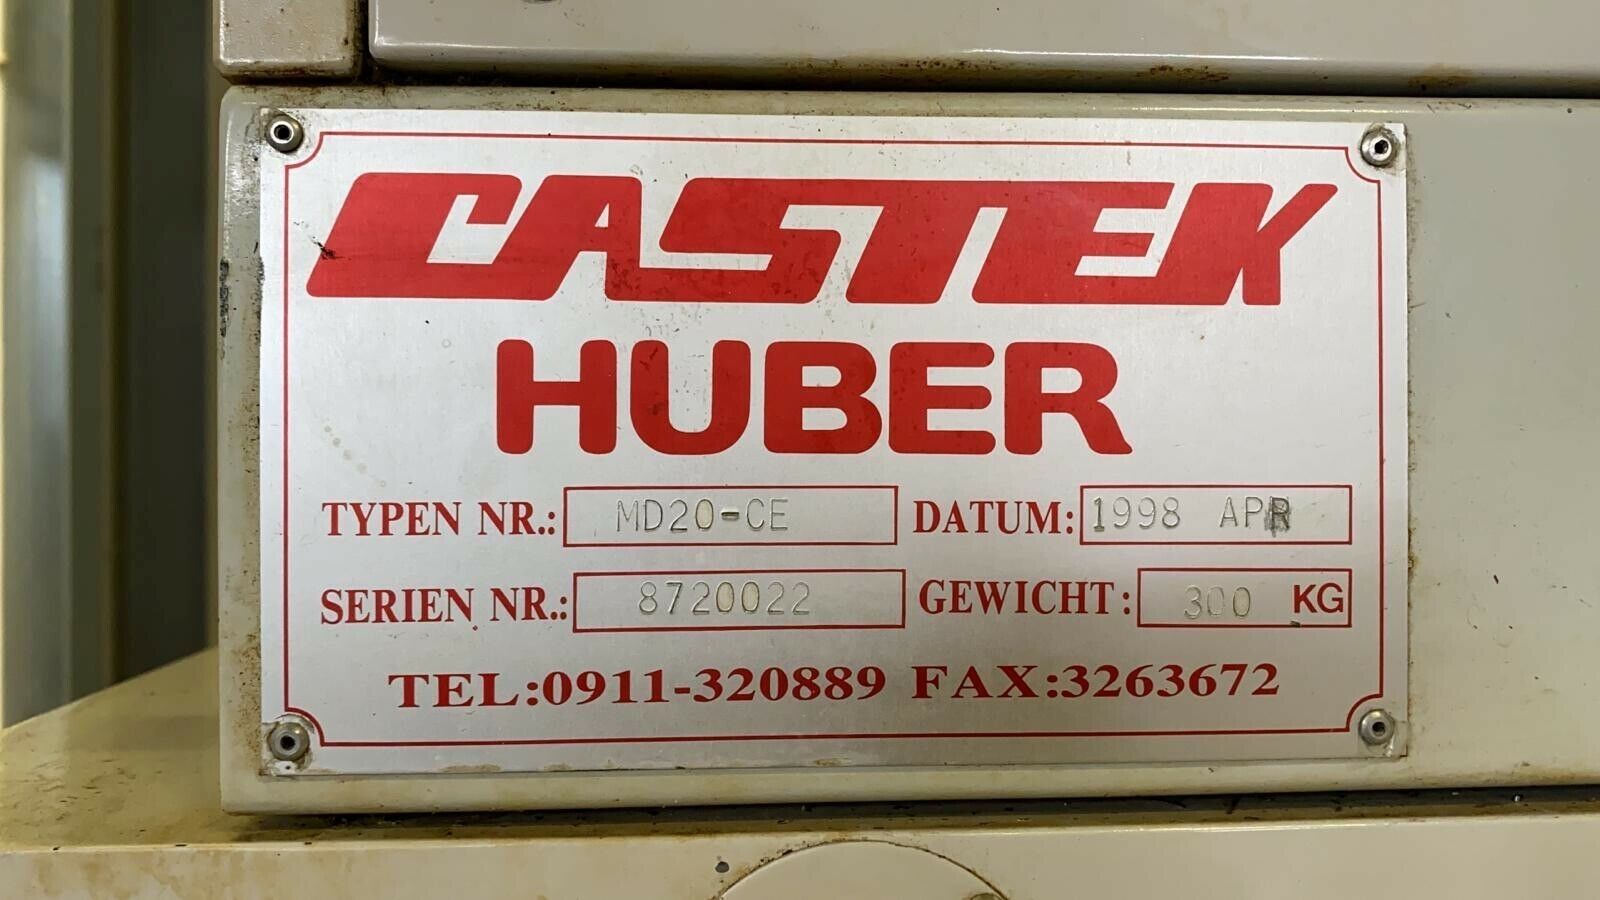 CASTEK
HUBER
TYPEN NR.: MD20-CE DATUM: 1998 APR
SERIEN NR.: 8720022 GEWICHT: 300 KG
TEL:0911-320889 FAX:3263672